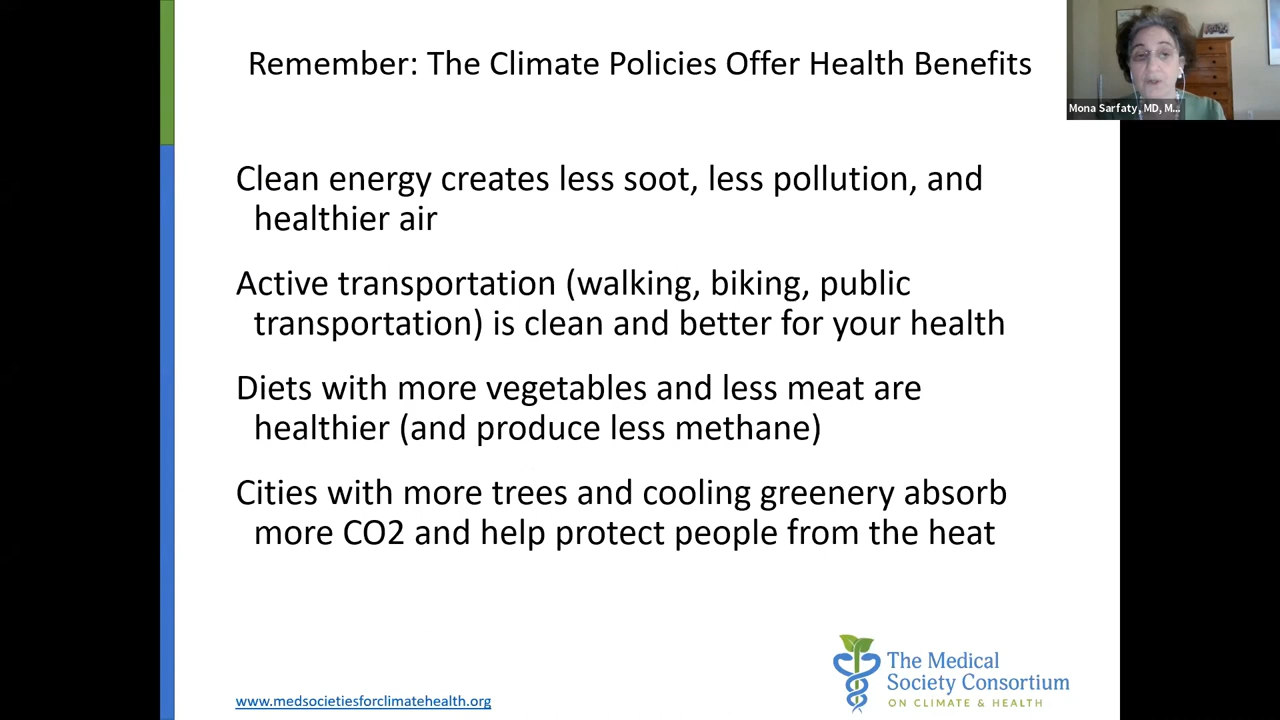 Remember: The Climate Policies Offer Health Benefits
Mona Sarfaty, MD, M...
Clean energy creates less soot, less pollution, and
healthier air
Active transportation (walking, biking, public
transportation) is clean and better for your health
Diets with more vegetables and less meat are
healthier (and produce less methane)
Cities with more trees and cooling greenery absorb
more CO2 and help protect people from the heat
www.medsocietiesforclimatehealth.org
The Medical
Society Consortium
ON CLIMATE & HEALTH